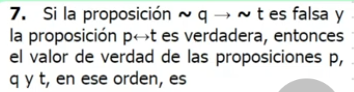 7. Si la proposición ~ q → ~ t es falsa y
la proposición p↔t es verdadera, entonces
el valor de verdad de las proposiciones p,
q y t, en ese orden, es